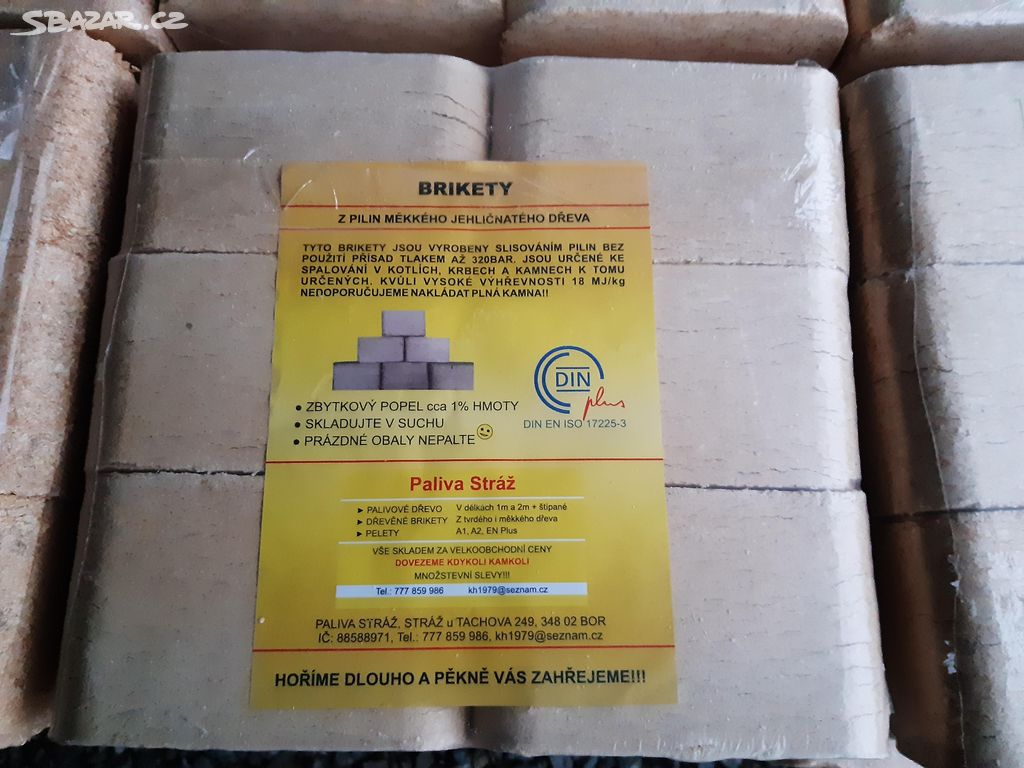 SBAZAR.CZ
BRIKETY
Z PILIN MĚKKÉHO JEHLIČNATÉHO DŘEVA
TYTO BRIKETY JSOU VYROBENY SLISOVÁNÍM PILIN BEZ
POUŽITÍ PŘÍSAD TLAKEM AŽ 320BAR. JSOU URČENÉ KE
SPALOVÁNÍ V KOTLÍCH, KRBECH A KAMNECH K TOMU
URČENÝCH. KVŮLI VYSOKÉ VÝHŘEVNOSTI 18 MJ/kg
NEDOPORUČUJEME NAKLÁDAT PLNÁ KAMNA!!
● ZBYTKOVÝ POPEL cca 1% HMOTY
● SKLADUJTE V SUCHU
● PRÁZDNÉ OBALY NEPALTE
DIN
plus
DIN EN ISO 17225-3
Paliva Stráž
► PALIVOVÉ DŘEVO V délkách 1m a 2m + štípané
► DŘEVĚNÉ BRIKETY Z tvrdého i měkkého dřeva
► PELETY A1, A2, EN Plus
VŠE SKLADEM ZA VELKOOBCHODNÍ CENY
DOVEZEME KDYKOLI KAMKOLI
MNOŽSTEVNÍ SLEVY!!!
Tel.: 777 859 986 kh1979@seznam.cz
PALIVA STRÁŽ, STRÁŽ u TACHOVA 249, 348 02 BOR
IČ: 88588971, Tel.: 777 859 986, kh1979@seznam.cz
HOŘÍME DLOUHO A PĚKNĚ VÁS ZAHŘEJEME!!!